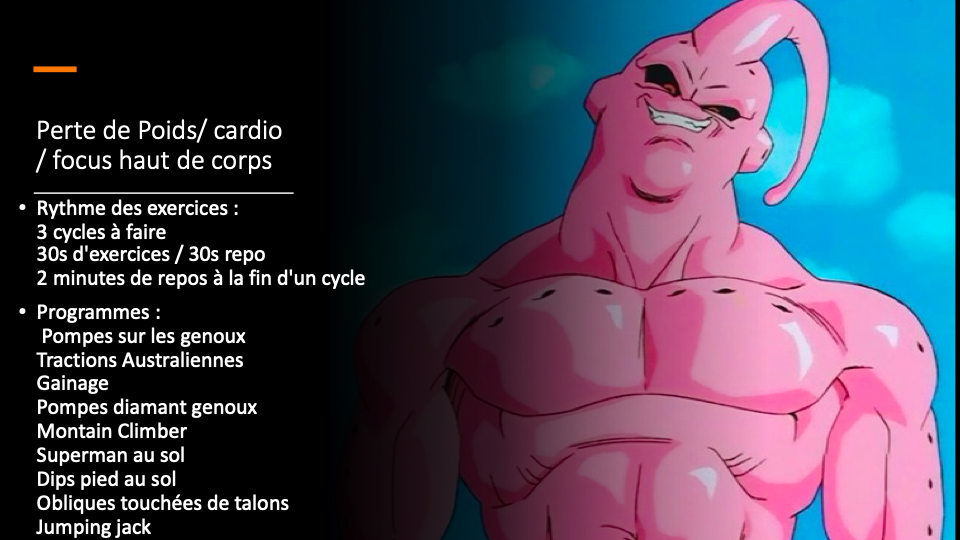 Perte de Poids/ cardio
/ focus haut de corps
• Rythme des exercices :
3 cycles à faire
30s d'exercices / 30s repo
2 minutes de repos à la fin d'un cycle
• Programmes :
Pompes sur les genoux
Tractions Australiennes
Gainage
Pompes diamant genoux
Montain Climber
Superman au sol
Dips pied au sol
Obliques touchées de talons
Jumping jack